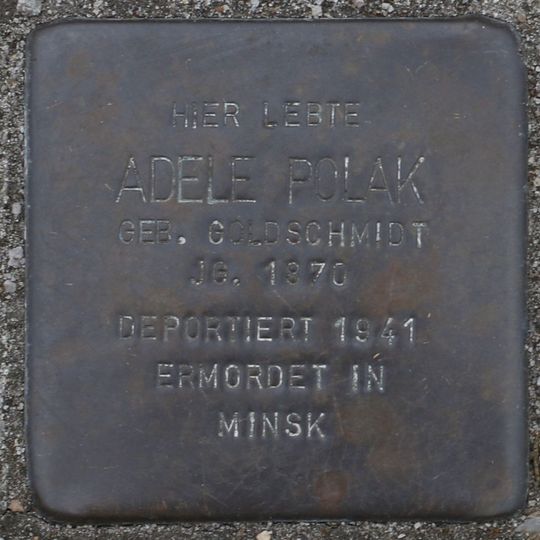 HIER LEBTE
ADELE POLAK
GEB. GOLDSCHMIDT
JG. 1870
DEPORTIERT 1941
ERMORDET IN
MINSK